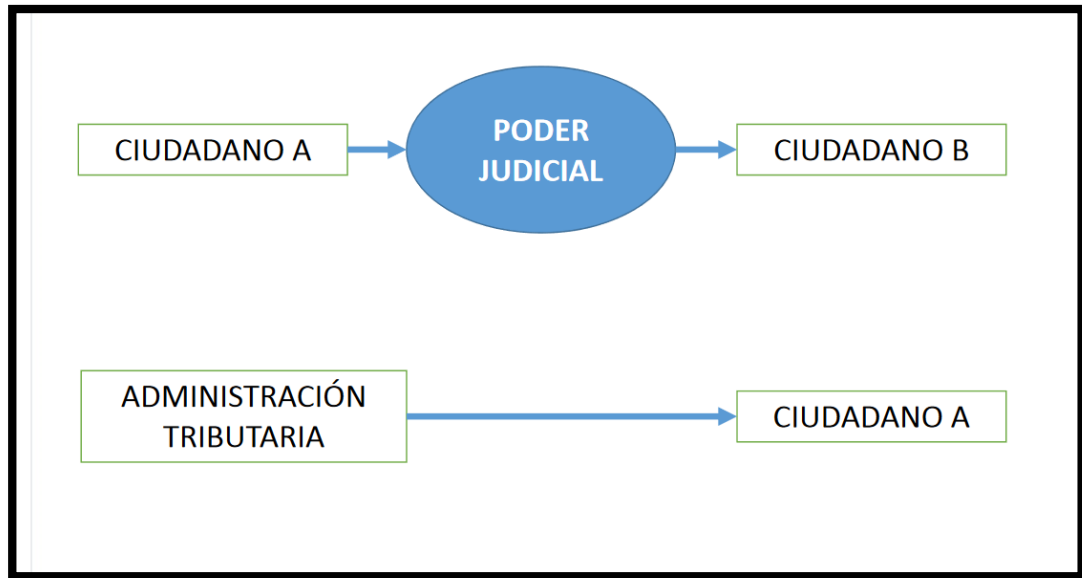 CIUDADANO A
PODER
JUDICIAL
CIUDADANO B
ADMINISTRACIÓN
TRIBUTARIA
CIUDADANO A